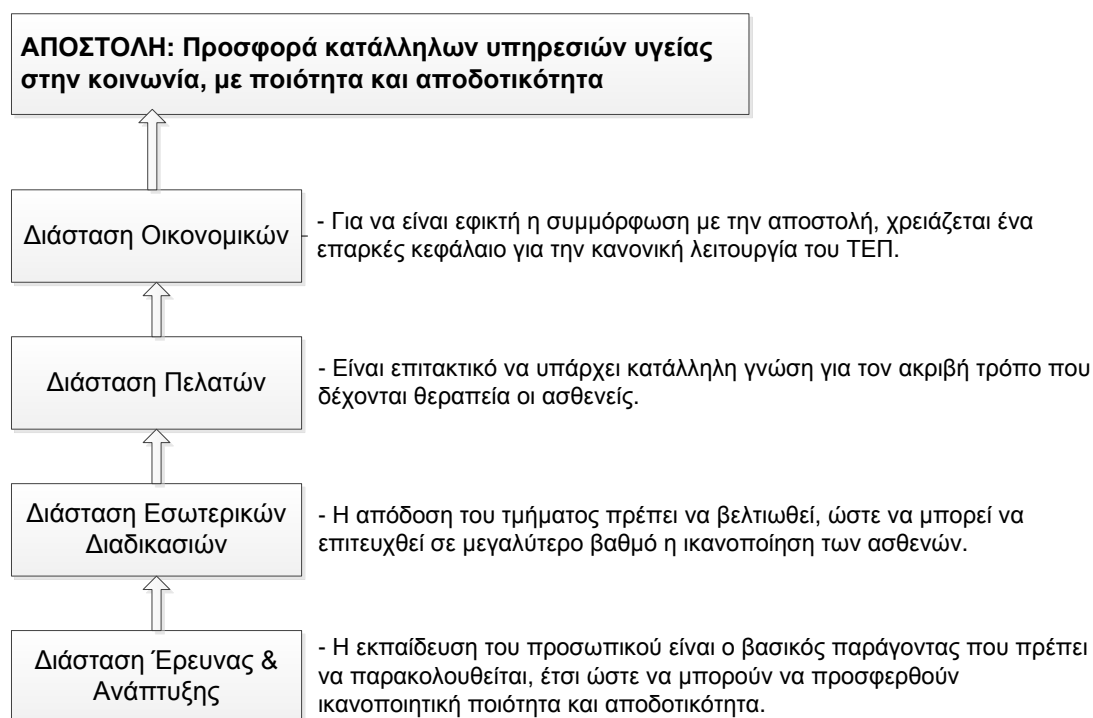 ΑΠΟΣΤΟΛΗ: Προσφορά κατάλληλων υπηρεσιών υγείας
στην κοινωνία, με ποιότητα και αποδοτικότητα
Διάσταση Οικονομικών
- Για να είναι εφικτή η συμμόρφωση με την αποστολή, χρειάζεται ένα
επαρκές κεφάλαιο για την κανονική λειτουργία του ΤΕΠ.
Διάσταση Πελατών
- Είναι επιτακτικό να υπάρχει κατάλληλη γνώση για τον ακριβή τρόπο που
δέχονται θεραπεία οι ασθενείς.
Διάσταση Εσωτερικών
Διαδικασιών
- Η απόδοση του τμήματος πρέπει να βελτιωθεί, ώστε να μπορεί να
επιτευχθεί σε μεγαλύτερο βαθμό η ικανοποίηση των ασθενών.
Διάσταση Έρευνας &
Ανάπτυξης
- Η εκπαίδευση του προσωπικού είναι ο βασικός παράγοντας που πρέπει
να παρακολουθείται, έτσι ώστε να μπορούν να προσφερθούν
ικανοποιητική ποιότητα και αποδοτικότητα.